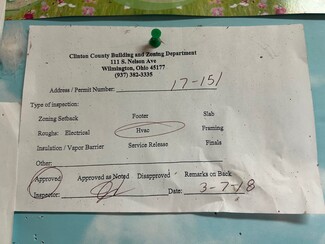 Clinton County Building and Zoning Department
111 S. Nelson Ave
Wilmington, Ohio 45177
(937) 382-3335
Address / Permit Number: 17-151
Type of inspection:
Zoning Setback Footer Slab
Roughs: Electrical Hvac Framing
Insulation / Vapor Barrier Service Release Finals
Other:
Approved Approved as Noted Disapproved Remarks on Back
Inspector: Date: 3-7-18